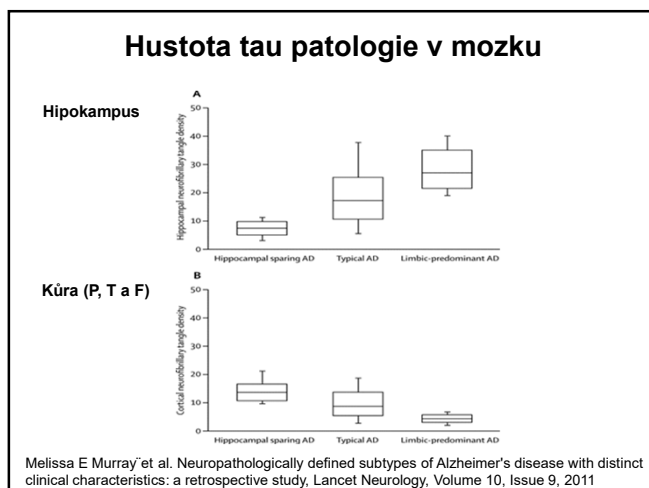 Hustota tau patologie v mozku
A
Hipokampus
Hippocampal neurofibrillary tangle density
50
40
30
20
10
0
Hippocampal sparing AD Typical AD Limbic-predominant AD
B
Kůra (P, T a F)
Cortical neurofibrillary tangle density
50
40
30
20
10
0
Hippocampal sparing AD Typical AD Limbic-predominant AD
Melissa E Murray¨et al. Neuropathologically defined subtypes of Alzheimer's disease with distinct
clinical characteristics: a retrospective study, Lancet Neurology, Volume 10, Issue 9, 2011